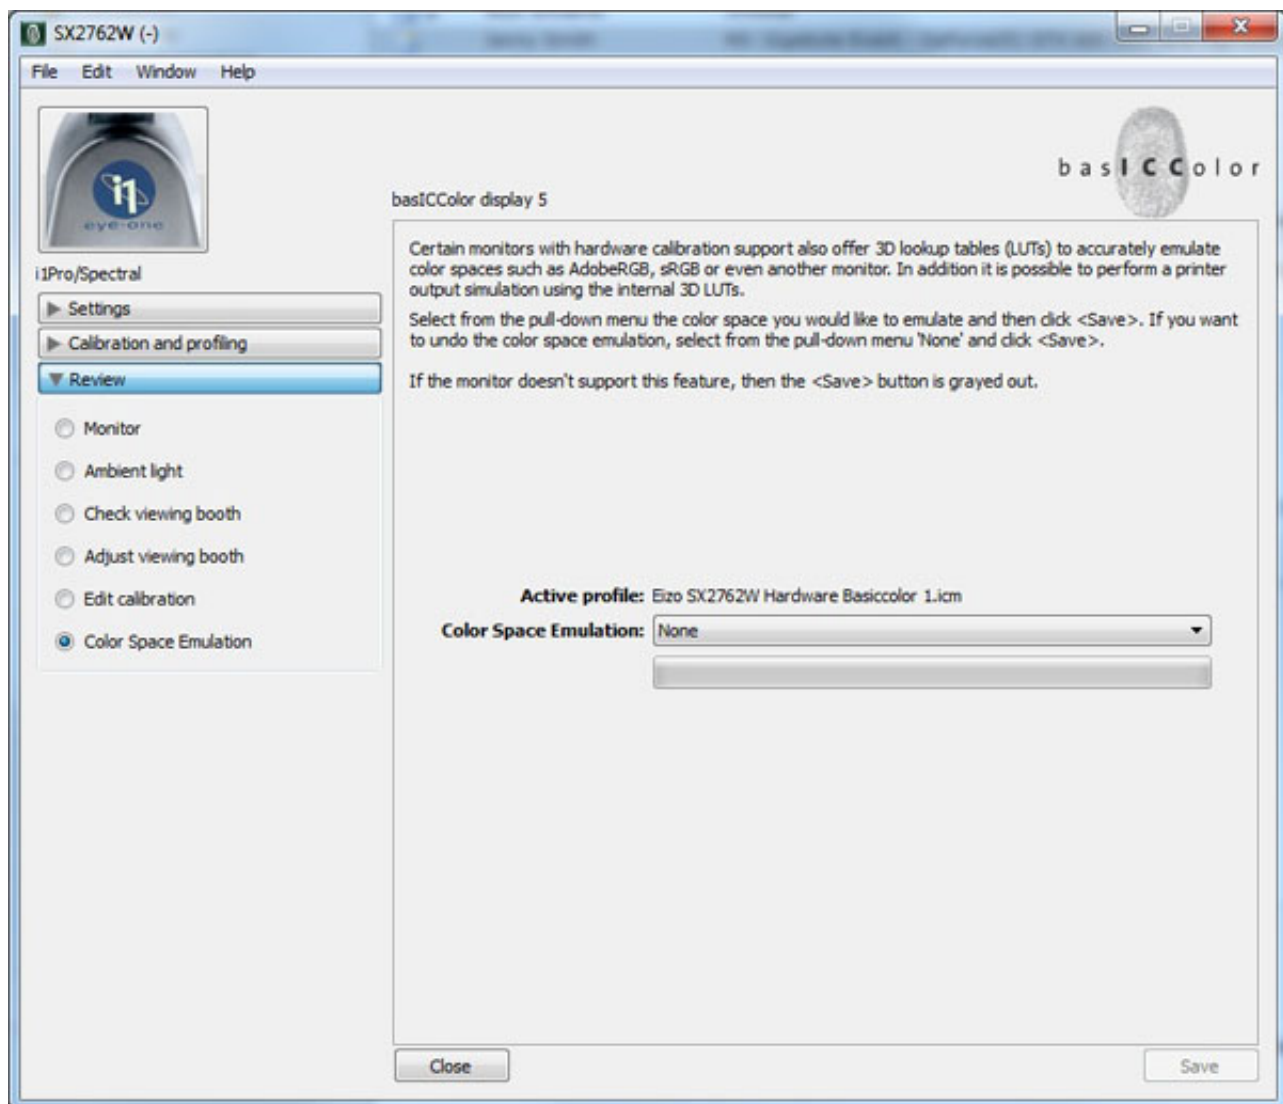 SX2762W (-)
File Edit Window Help
i1
eye-one
basICColor
basICColor display 5
i1Pro/Spectral
Settings
Calibration and profiling
Review
Monitor
Ambient light
Check viewing booth
Adjust viewing booth
Edit calibration
Color Space Emulation
Certain monitors with hardware calibration support also offer 3D lookup tables (LUTs) to accurately emulate
color spaces such as AdobeRGB, sRGB or even another monitor. In addition it is possible to perform a printer
output simulation using the internal 3D LUTs.
Select from the pull-down menu the color space you would like to emulate and then click <Save>. If you want
to undo the color space emulation, select from the pull-down menu 'None' and click <Save>.
If the monitor doesn't support this feature, then the <Save> button is grayed out.
Active profile: Eizo SX2762W Hardware Basiccolor 1.icm
Color Space Emulation: None
Close
Save